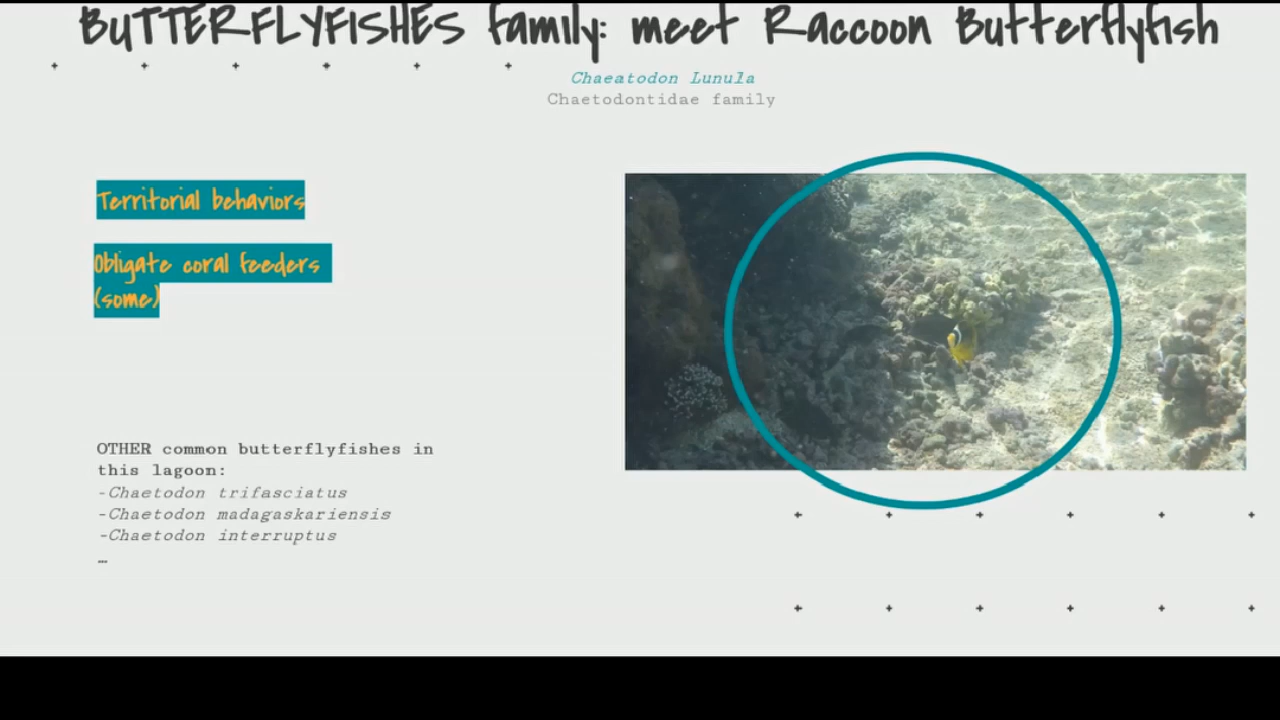 BUTTERFLYFISHES family: meet Raccoon Butterflyfish
Chaeatodon Lunula
Chaetodontidae family
Territorial behaviors
Obligate coral feeders
(some)
OTHER common butterflyfishes in
this lagoon:
-Chaetodon trifasciatus
-Chaetodon madagaskariensis
-Chaetodon interruptus
…